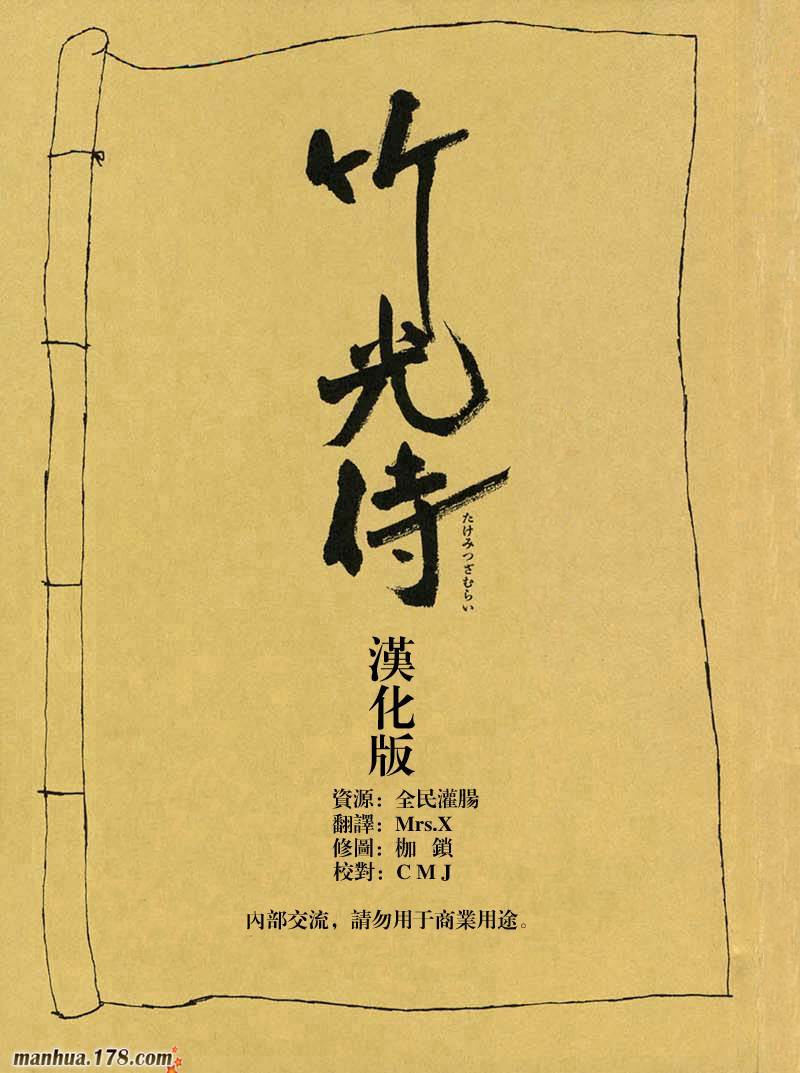 竹光侍
たけみつざむらい
漢化版
資源：全民灌腸
翻譯：Mrs.X
修圖：枷 鎖
校對：C M J
內部交流，請勿用于商業用途。
manhua.178.com